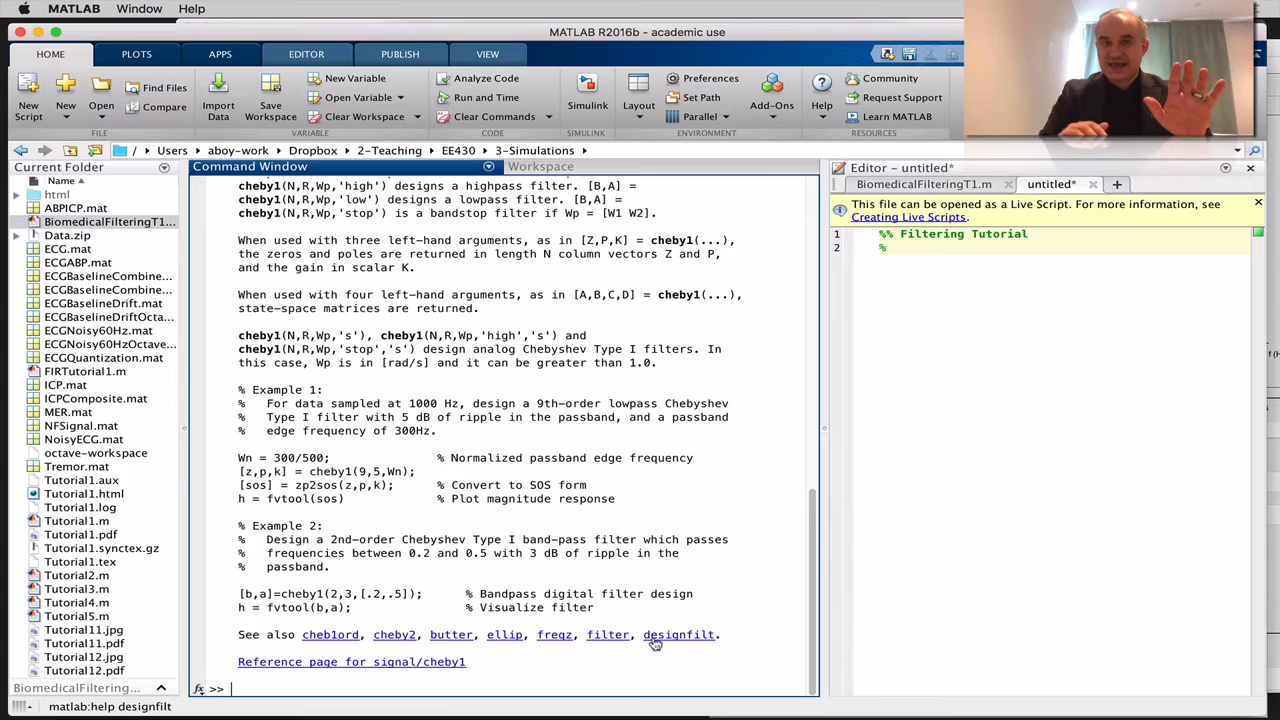 MATLAB Window Help
MATLAB R2016b - academic use
HOME PLOTS APPS EDITOR PUBLISH VIEW
New Script
New
Open
Find Files
Compare
Import Data
Save Workspace
New Variable
Open Variable
Clear Workspace
Analyze Code
Run and Time
Clear Commands
Simulink
Layout
Preferences
Set Path
Parallel
Add-Ons
Help
Community
Request Support
Learn MATLAB
FILE VARIABLE CODE SIMULINK ENVIRONMENT RESOURCES
/ Users aboy-work Dropbox 2-Teaching EE430 3-Simulations
Current Folder
Name
html
ABPICP.mat
BiomedicalFilteringT1...
Data.zip
ECG.mat
ECGABP.mat
ECGBaselineCombine...
ECGBaselineCombine...
ECGBaselineDrift.mat
ECGBaselineDriftOcta...
ECGNoisy60Hz.mat
ECGNoisy60HzOctave...
ECGQuantization.mat
FIRTutorial1.m
ICP.mat
ICPComposite.mat
MER.mat
NFSignal.mat
NoisyECG.mat
octave-workspace
Tremor.mat
Tutorial1.aux
Tutorial1.html
Tutorial1.log
Tutorial1.m
Tutorial1.pdf
Tutorial1.synctex.gz
Tutorial1.tex
Tutorial2.m
Tutorial3.m
Tutorial4.m
Tutorial5.m
Tutorial11.jpg
Tutorial11.pdf
Tutorial12.jpg
Tutorial12.pdf
BiomedicalFiltering...
matlab:help designfilt
Command Window Workspace
cheby1(N,R,Wp,'high') designs a highpass filter. [B,A] =
cheby1(N,R,Wp,'low') designs a lowpass filter. [B,A] =
cheby1(N,R,Wp,'stop') is a bandstop filter if Wp = [W1 W2].
When used with three left-hand arguments, as in [Z,P,K] = cheby1(...),
the zeros and poles are returned in length N column vectors Z and P,
and the gain in scalar K.
When used with four left-hand arguments, as in [A,B,C,D] = cheby1(...),
state-space matrices are returned.
cheby1(N,R,Wp,'s'), cheby1(N,R,Wp,'high','s') and
cheby1(N,R,Wp,'stop','s') design analog Chebyshev Type I filters. In
this case, Wp is in [rad/s] and it can be greater than 1.0.
% Example 1:
% For data sampled at 1000 Hz, design a 9th-order lowpass Chebyshev
% Type I filter with 5 dB of ripple in the passband, and a passband
% edge frequency of 300Hz.
Wn = 300/500; % Normalized passband edge frequency
[z,p,k] = cheby1(9,5,Wn);
[sos] = zp2sos(z,p,k); % Convert to SOS form
h = fvtool(sos) % Plot magnitude response
% Example 2:
% Design a 2nd-order Chebyshev Type I band-pass filter which passes
% frequencies between 0.2 and 0.5 with 3 dB of ripple in the
% passband.
[b,a]=cheby1(2,3,[.2,.5]); % Bandpass digital filter design
h = fvtool(b,a); % Visualize filter
See also cheb1ord, cheby2, butter, ellip, freqz, filter, designfilt.
Reference page for signal/cheby1
fx >>
Editor - untitled*
BiomedicalFilteringT1.m untitled*
This file can be opened as a Live Script. For more information, see
Creating Live Scripts.
1 %% Filtering Tutorial
2 %